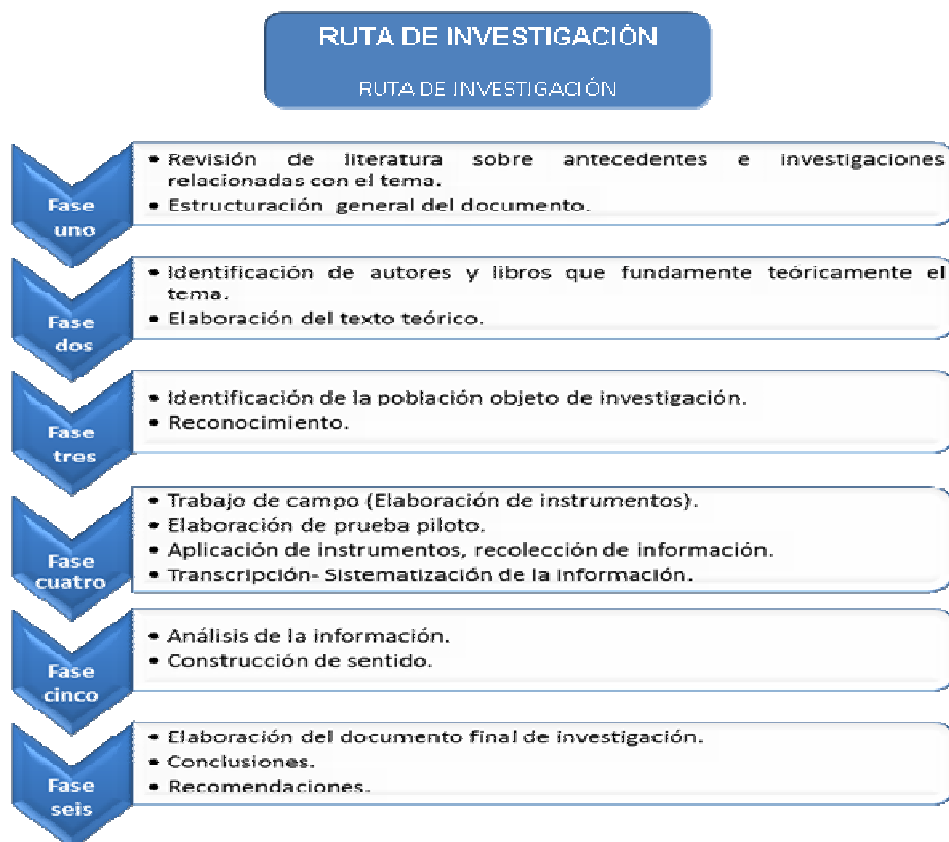 RUTA DE INVESTIGACIÓN
RUTA DE INVESTIGACIÓN
Fase
uno
• Revisión de literatura sobre antecedentes e investigaciones
relacionadas con el tema.
• Estructuración general del documento.
Fase
dos
• Identificación de autores y libros que fundamente teóricamente el
tema.
• Elaboración del texto teórico.
Fase
tres
• Identificación de la población objeto de investigación.
• Reconocimiento.
Fase
cuatro
• Trabajo de campo (Elaboración de instrumentos).
• Elaboración de prueba piloto.
• Aplicación de instrumentos, recolección de información.
• Transcripción- Sistematización de la información.
Fase
cinco
• Análisis de la información.
• Construcción de sentido.
Fase
seis
• Elaboración del documento final de investigación.
• Conclusiones.
• Recomendaciones.